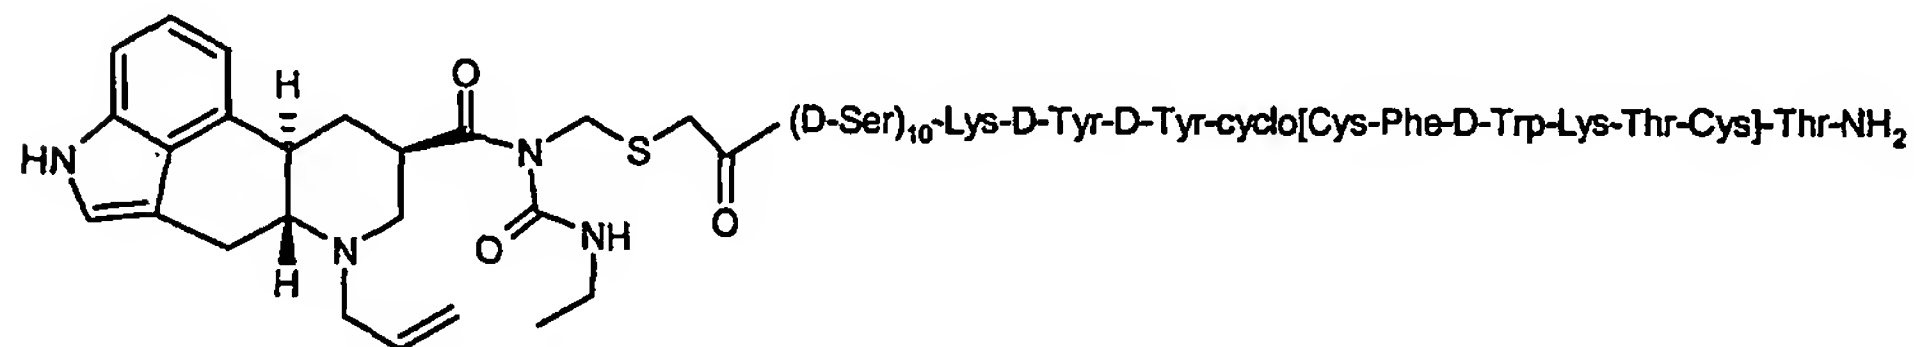 H
O
(D-Ser)10-Lys-D-Tyr-D-Tyr-cyclo[Cys-Phe-D-Trp-Lys-Thr-Cys]-Thr-NH2
HN
N
S
O
O
NH
N
H